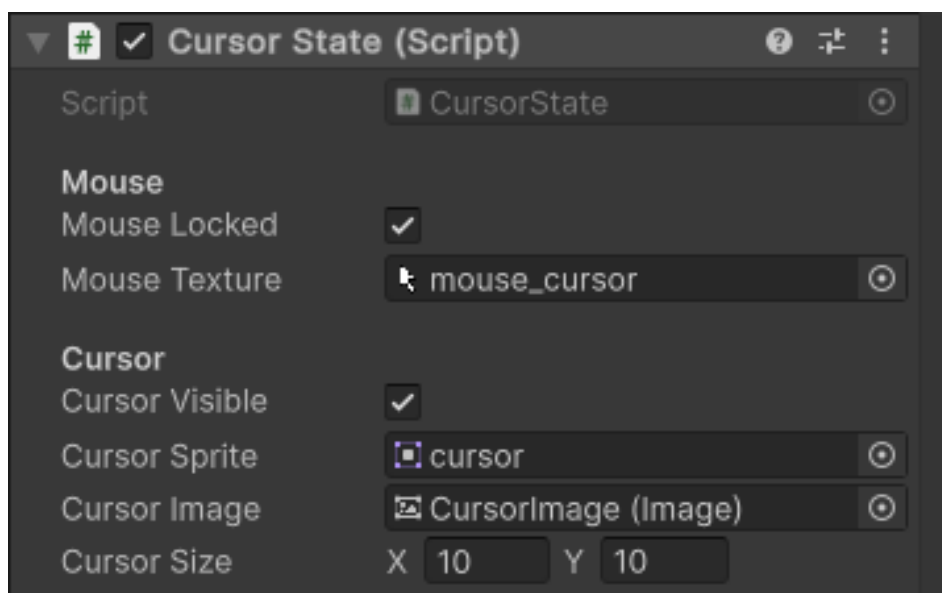 # Cursor State (Script) ?
Script # CursorState
Mouse
Mouse Locked
Mouse Texture mouse_cursor
Cursor
Cursor Visible
Cursor Sprite cursor
Cursor Image CursorImage (Image)
Cursor Size X 10 Y 10